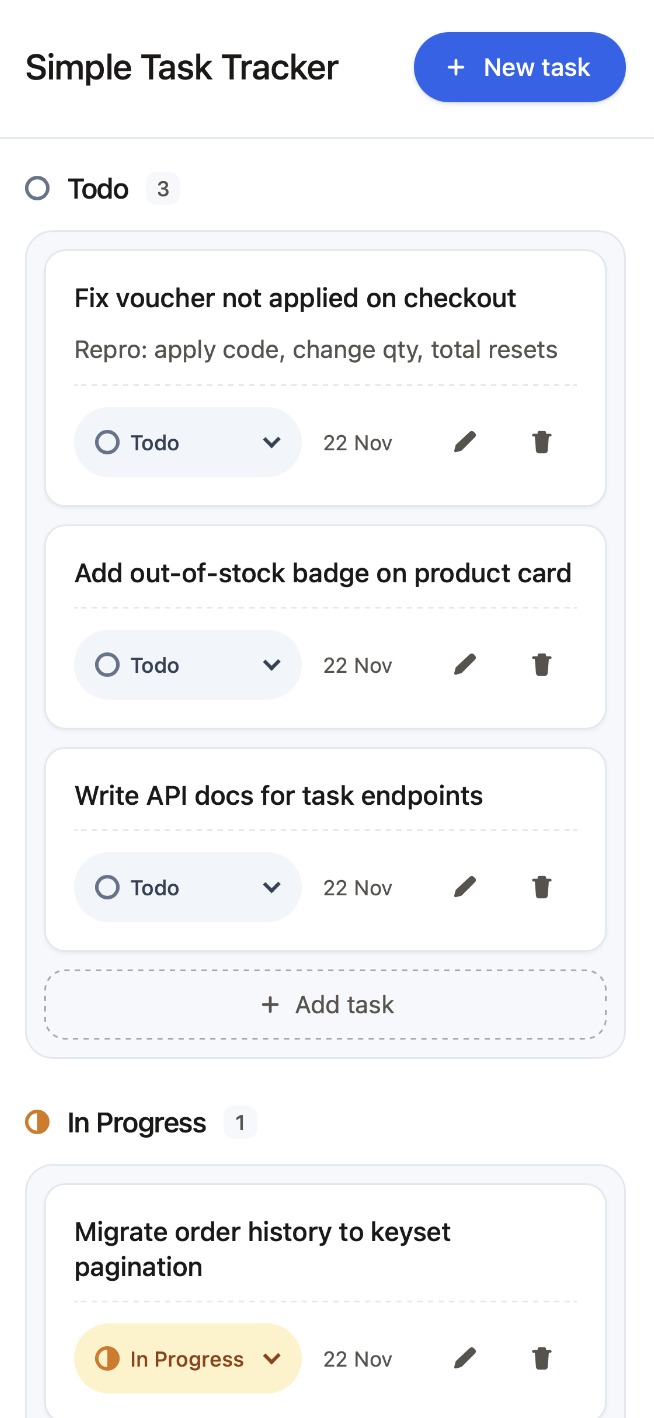 Simple Task Tracker
+ New task
Todo 3
Fix voucher not applied on checkout
Repro: apply code, change qty, total resets
Todo 22 Nov
Add out-of-stock badge on product card
Todo 22 Nov
Write API docs for task endpoints
Todo 22 Nov
+ Add task
In Progress 1
Migrate order history to keyset
pagination
In Progress 22 Nov